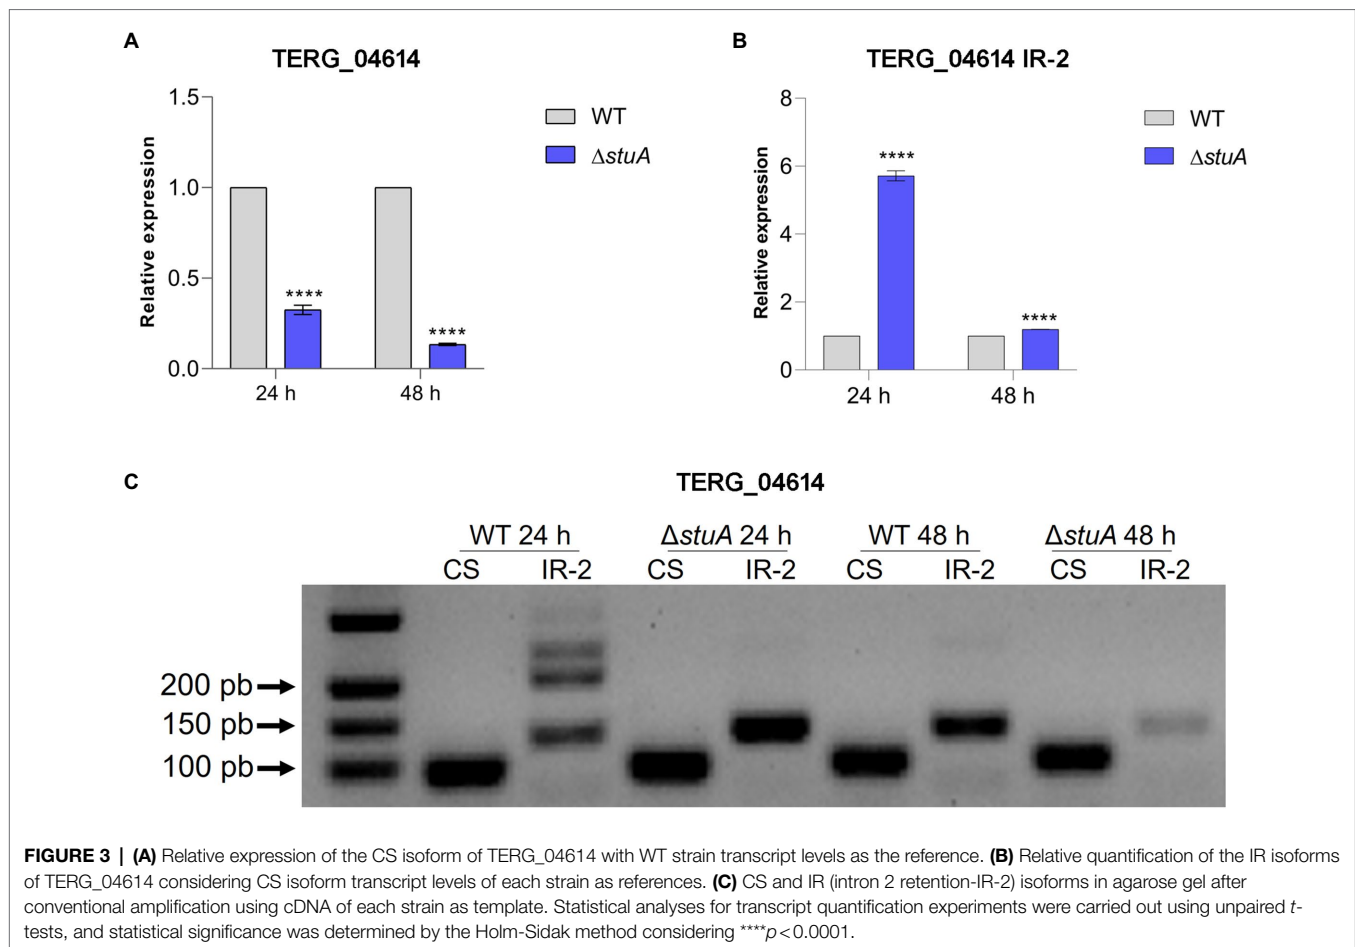 A
TERG_04614
1.5
1.0
0.5
0.0
Relative expression
****
****
24 h
48 h
WT
ΔstuA
B
TERG_04614 IR-2
8
6
4
2
0
Relative expression
****
****
24 h
48 h
WT
ΔstuA
C
TERG_04614
WT 24 h ΔstuA 24 h WT 48 h ΔstuA 48 h
CS IR-2 CS IR-2 CS IR-2 CS IR-2
200 pb
150 pb
100 pb
FIGURE 3 | (A) Relative expression of the CS isoform of TERG_04614 with WT strain transcript levels as the reference. (B) Relative quantification of the IR isoforms
of TERG_04614 considering CS isoform transcript levels of each strain as references. (C) CS and IR (intron 2 retention-IR-2) isoforms in agarose gel after
conventional amplification using cDNA of each strain as template. Statistical analyses for transcript quantification experiments were carried out using unpaired t-
tests, and statistical significance was determined by the Holm-Sidak method considering ****p<0.0001.